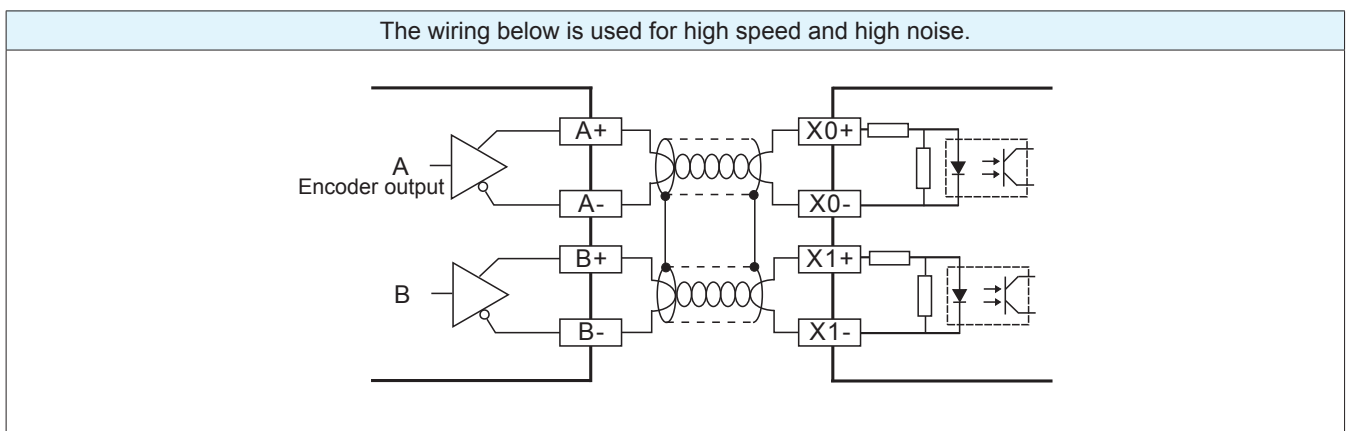 The wiring below is used for high speed and high noise.
A+
X0+
A
Encoder output
A-
X0-
B+
X1+
B
B-
X1-